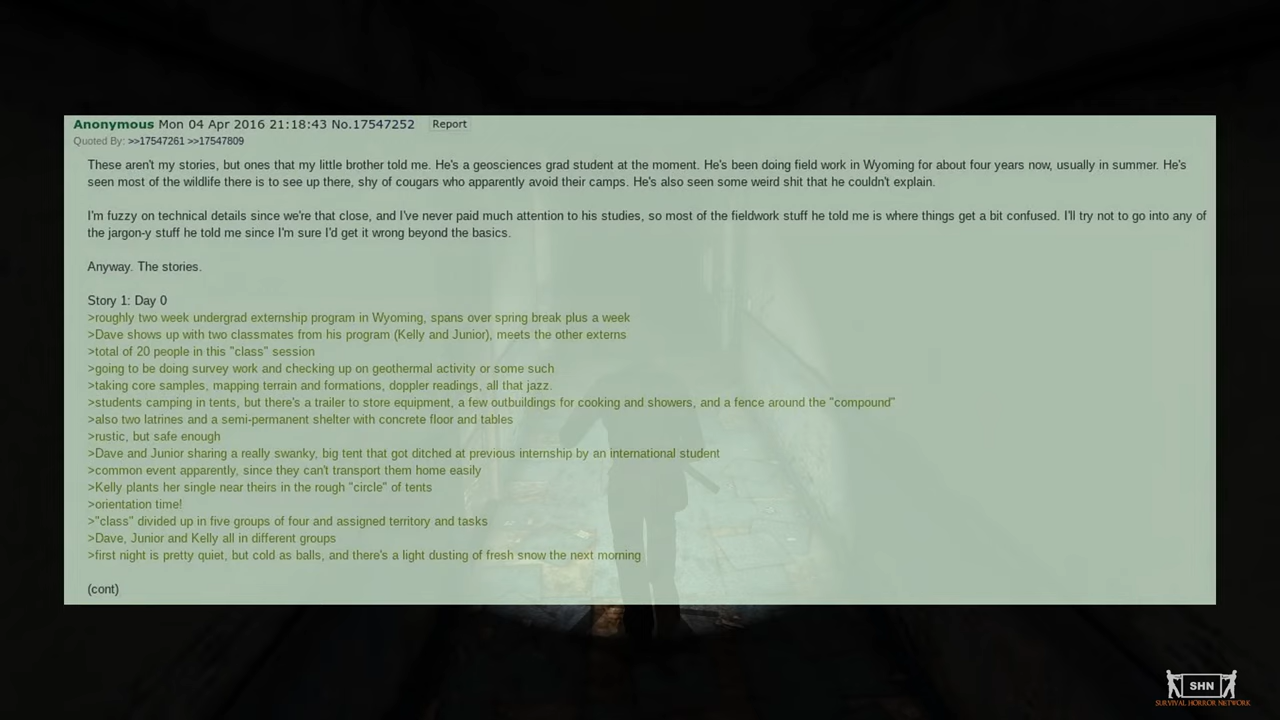 Anonymous Mon 04 Apr 2016 21:18:43 No.17547252 Report
Quoted By: >>17547261 >>17547809
These aren't my stories, but ones that my little brother told me. He's a geosciences grad student at the moment. He's been doing field work in Wyoming for about four years now, usually in summer. He's
seen most of the wildlife there is to see up there, shy of cougars who apparently avoid their camps. He's also seen some weird shit that he couldn't explain.
I'm fuzzy on technical details since we're that close, and I've never paid much attention to his studies, so most of the fieldwork stuff he told me is where things get a bit confused. I'll try not to go into any of
the jargon-y stuff he told me since I'm sure I'd get it wrong beyond the basics.
Anyway. The stories.
Story 1: Day 0
>roughly two week undergrad externship program in Wyoming, spans over spring break plus a week
>Dave shows up with two classmates from his program (Kelly and Junior), meets the other externs
>total of 20 people in this "class" session
>going to be doing survey work and checking up on geothermal activity or some such
>taking core samples, mapping terrain and formations, doppler readings, all that jazz.
>students camping in tents, but there's a trailer to store equipment, a few outbuildings for cooking and showers, and a fence around the "compound"
>also two latrines and a semi-permanent shelter with concrete floor and tables
>rustic, but safe enough
>Dave and Junior sharing a really swanky, big tent that got ditched at previous internship by an international student
>common event apparently, since they can't transport them home easily
>Kelly plants her single near theirs in the rough "circle" of tents
>orientation time!
>"class" divided up in five groups of four and assigned territory and tasks
>Dave, Junior and Kelly all in different groups
>first night is pretty quiet, but cold as balls, and there's a light dusting of fresh snow the next morning
(cont)
SHN
SURVIVAL HORROR NETWORK